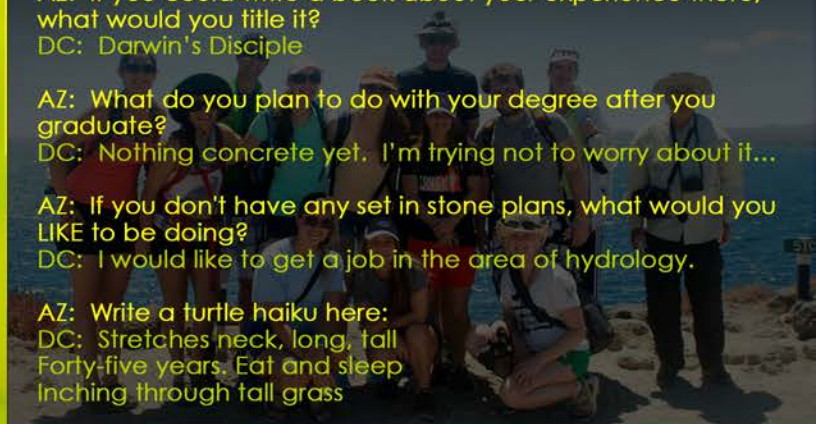 what would you title it?
DC: Darwin's Disciple
AZ: What do you plan to do with your degree after you
graduate?
DC: Nothing concrete yet. I'm trying not to worry about it...
AZ: If you don't have any set in stone plans, what would you
LIKE to be doing?
DC: I would like to get a job in the area of hydrology.
AZ: Write a turtle haiku here:
DC: Stretches neck, long, tall
Forty-five years. Eat and sleep
Inching through tall grass